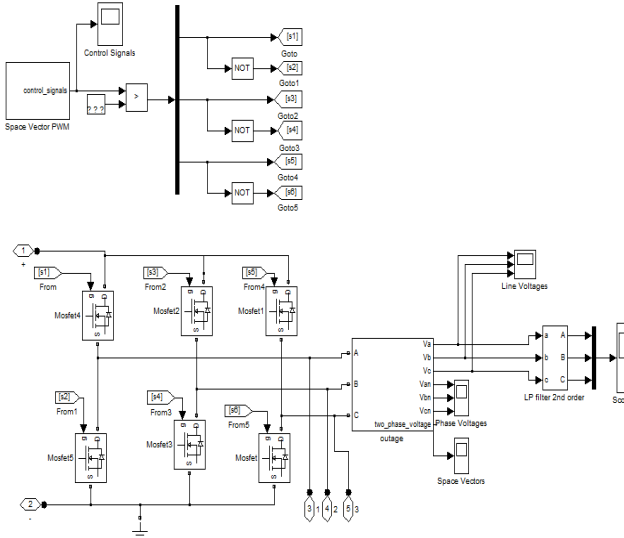 [s1]
Goto
Control Signals
NOT
[s2]
Goto1
control_signals
>
? ? ?
Space Vector PWM
[s3]
Goto2
NOT
[s4]
Goto3
[s5]
Goto4
NOT
[s6]
Goto5
1
+
[s1]
From
[s3]
From2
[s5]
From4
Line Voltages
g
D
S
Mosfet4
g
D
S
Mosfet2
g
D
S
Mosfet1
A
B
C
Va
Vb
Vc
Van
Vbn
Vcn
two_phase_voltage
outage
a
b
c
A
B
C
LP filter 2nd order
Phase Voltages
Space Vectors
[s2]
From1
[s4]
From3
[s6]
From5
g
D
S
Mosfet5
g
D
S
Mosfet3
g
D
S
Mosfet
2
-
3
1
4
2
5
3